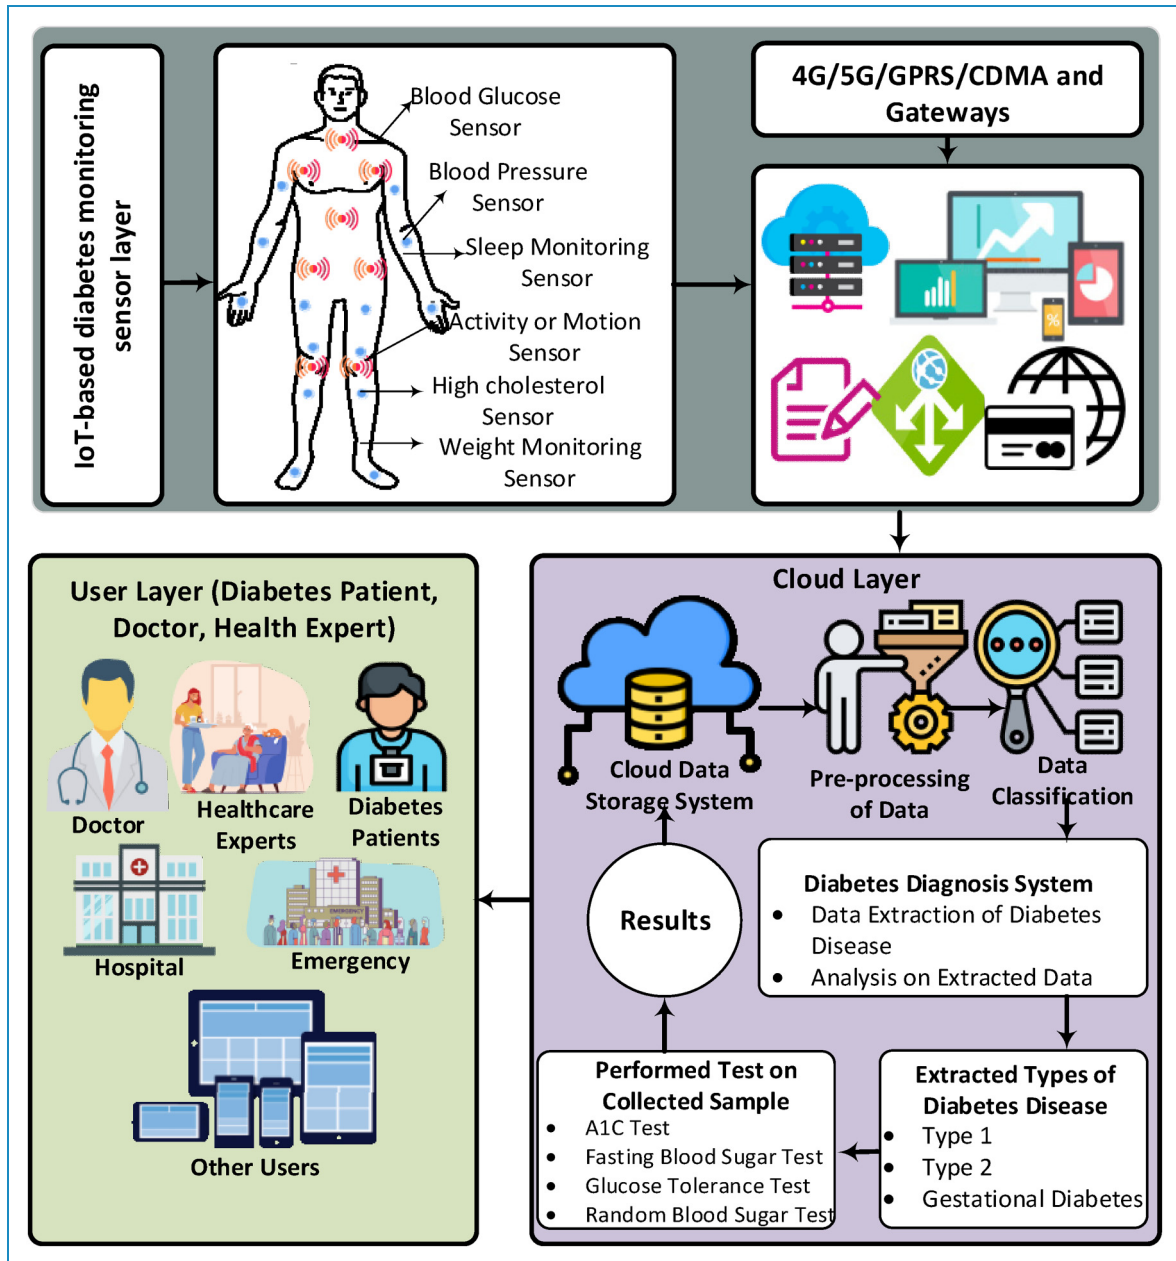 IoT-based diabetes monitoring
sensor layer
Blood Glucose
Sensor
Blood Pressure
Sensor
Sleep Monitoring
Sensor
Activity or Motion
Sensor
High cholesterol
Sensor
Weight Monitoring
Sensor
4G/5G/GPRS/CDMA and
Gateways
%
User Layer (Diabetes Patient,
Doctor, Health Expert)
Doctor
Healthcare
Experts
Diabetes
Patients
Hospital
EMERGENCY
Emergency
Other Users
Cloud Layer
Cloud Data
Storage System
Pre-processing
of Data
Data
Classification
Diabetes Diagnosis System
• Data Extraction of Diabetes
Disease
• Analysis on Extracted Data
Extracted Types of
Diabetes Disease
• Type 1
• Type 2
• Gestational Diabetes
Performed Test on
Collected Sample
• A1C Test
• Fasting Blood Sugar Test
• Glucose Tolerance Test
• Random Blood Sugar Test
Results